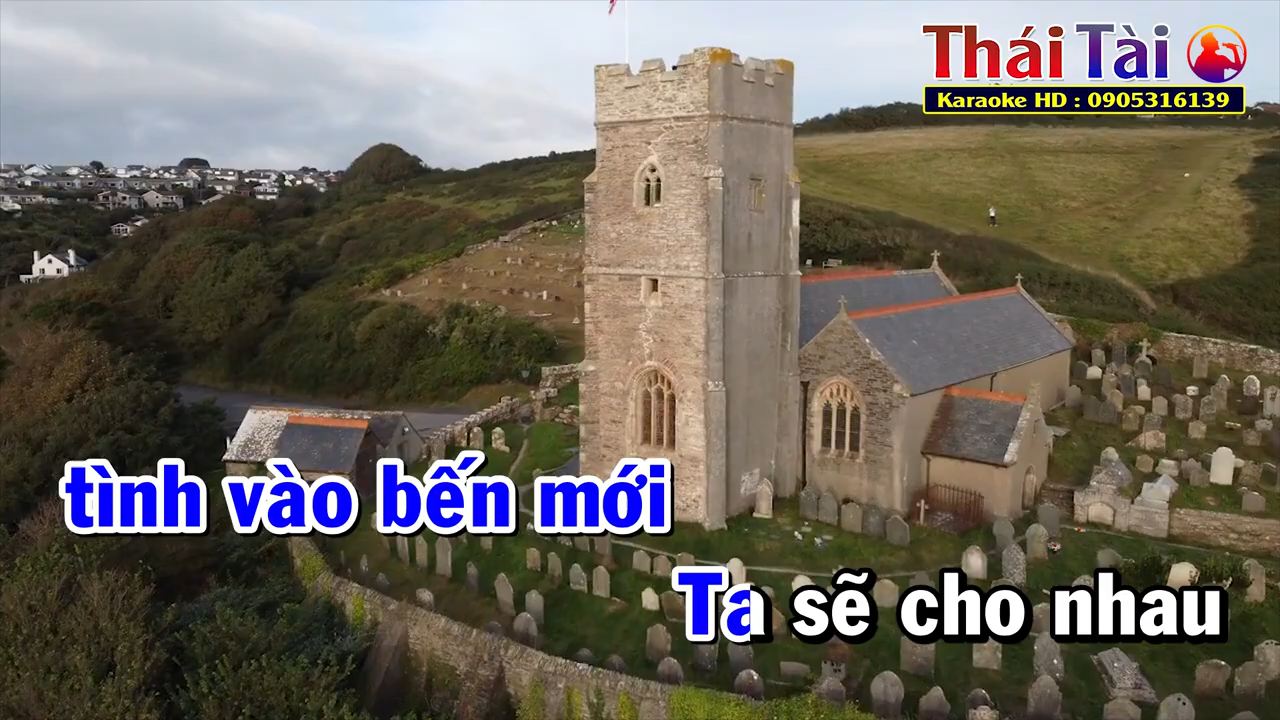 Thái Tài
Karaoke HD : 0905316139
tình vào bến mới
Ta sẽ cho nhau